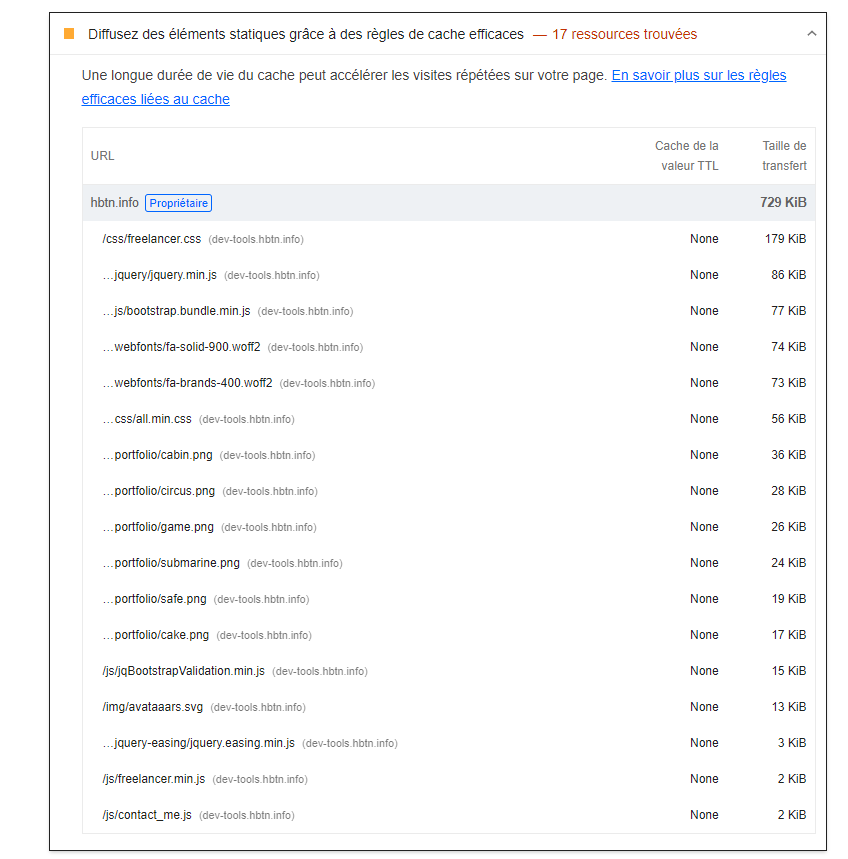 Diffusez des éléments statiques grâce à des règles de cache efficaces — 17 ressources trouvées
Une longue durée de vie du cache peut accélérer les visites répétées sur votre page. En savoir plus sur les règles
efficaces liées au cache
URL Cache de la valeur TTL Taille de transfert
hbtn.info Propriétaire 729 KiB
/css/freelancer.css (dev-tools.hbtn.info) None 179 KiB
…jquery/jquery.min.js (dev-tools.hbtn.info) None 86 KiB
…js/bootstrap.bundle.min.js (dev-tools.hbtn.info) None 77 KiB
…webfonts/fa-solid-900.woff2 (dev-tools.hbtn.info) None 74 KiB
…webfonts/fa-brands-400.woff2 (dev-tools.hbtn.info) None 73 KiB
…css/all.min.css (dev-tools.hbtn.info) None 56 KiB
…portfolio/cabin.png (dev-tools.hbtn.info) None 36 KiB
…portfolio/circus.png (dev-tools.hbtn.info) None 28 KiB
…portfolio/game.png (dev-tools.hbtn.info) None 26 KiB
…portfolio/submarine.png (dev-tools.hbtn.info) None 24 KiB
…portfolio/safe.png (dev-tools.hbtn.info) None 19 KiB
…portfolio/cake.png (dev-tools.hbtn.info) None 17 KiB
/js/jqBootstrapValidation.min.js (dev-tools.hbtn.info) None 15 KiB
/img/avataaars.svg (dev-tools.hbtn.info) None 13 KiB
…jquery-easing/jquery.easing.min.js (dev-tools.hbtn.info) None 3 KiB
/js/freelancer.min.js (dev-tools.hbtn.info) None 2 KiB
/js/contact_me.js (dev-tools.hbtn.info) None 2 KiB